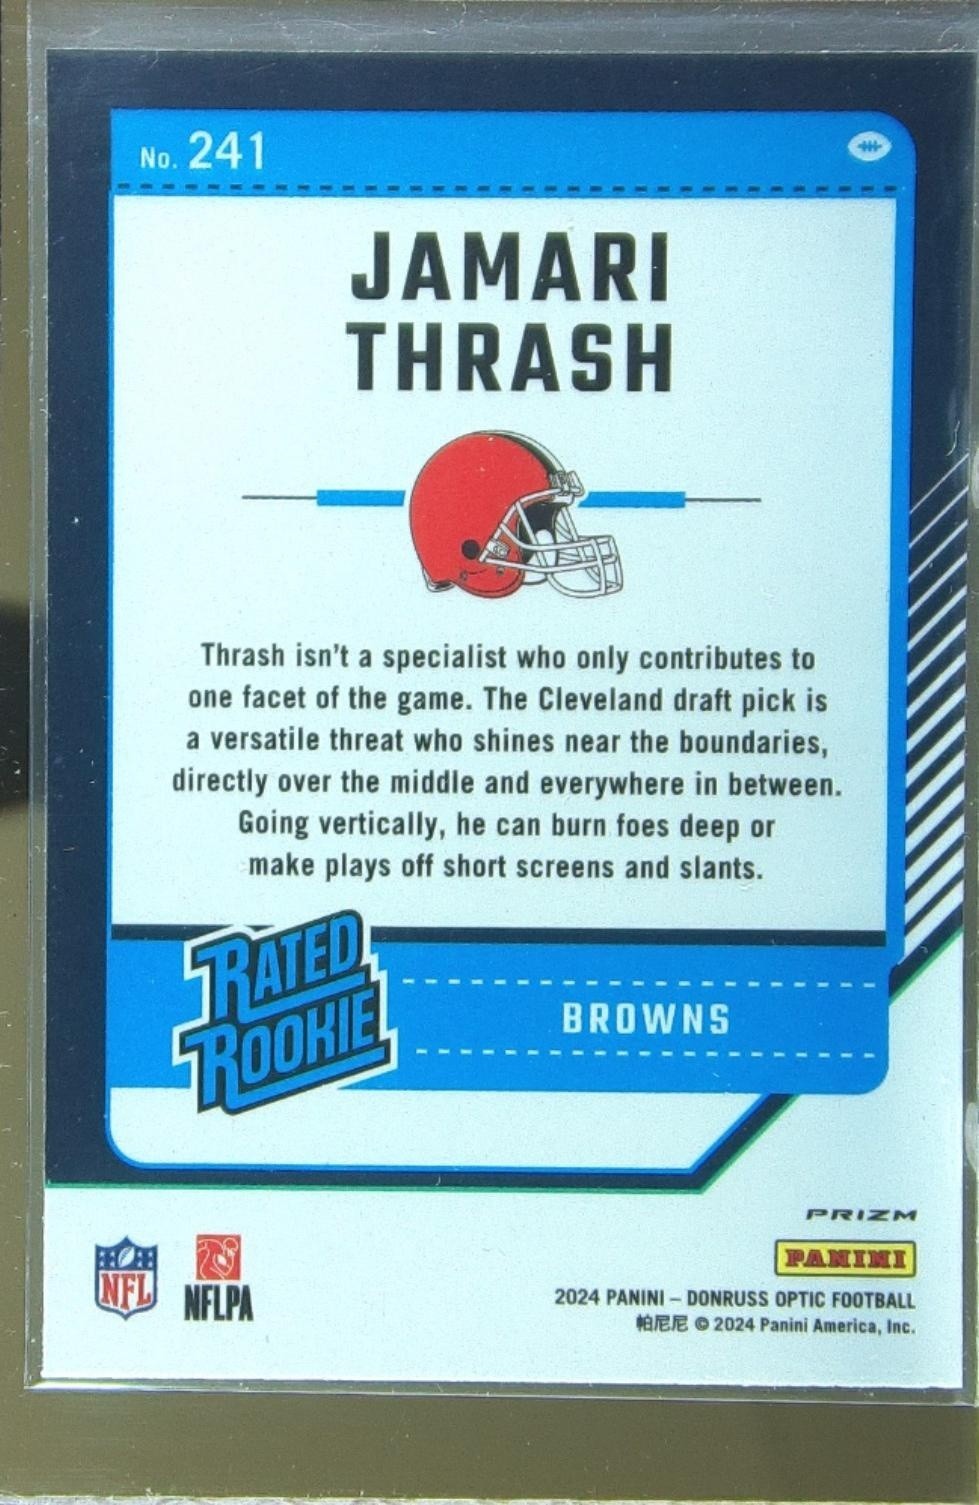 No. 241
JAMARI
THRASH
Thrash isn't a specialist who only contributes to
one facet of the game. The Cleveland draft pick is
a versatile threat who shines near the boundaries,
directly over the middle and everywhere in between.
Going vertically, he can burn foes deep or
make plays off short screens and slants.
RATED
ROOKIE
BROWNS
PRIZM
PANINI
NFL
NFLPA
2024 PANINI – DONRUSS OPTIC FOOTBALL
帕尼尼 © 2024 Panini America, Inc.